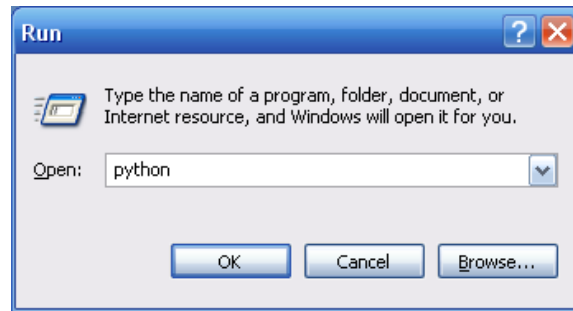 Run
Type the name of a program, folder, document, or
Internet resource, and Windows will open it for you.
Open: python
OK Cancel Browse...